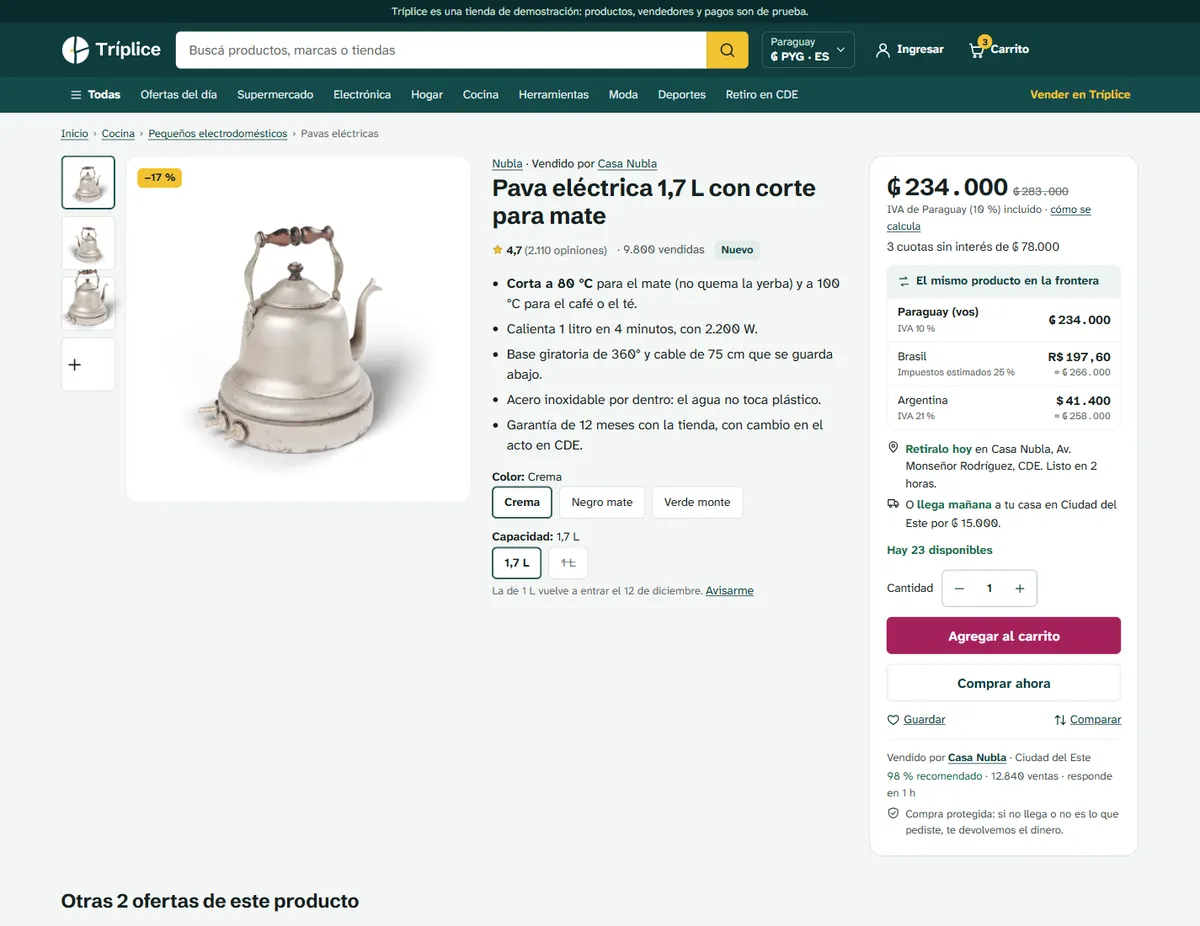 Tríplice es una tienda de demostración: productos, vendedores y pagos son de prueba.
Tríplice
Buscá productos, marcas o tiendas
Paraguay
₲ PYG · ES
Ingresar
3
Carrito
Todas
Ofertas del día
Supermercado
Electrónica
Hogar
Cocina
Herramientas
Moda
Deportes
Retiro en CDE
Vender en Tríplice
Inicio › Cocina › Pequeños electrodomésticos › Pavas eléctricas
−17 %
Nubla · Vendido por Casa Nubla
Pava eléctrica 1,7 L con corte
para mate
4,7 (2.110 opiniones) · 9.800 vendidas Nuevo
• Corta a 80 °C para el mate (no quema la yerba) y a 100
°C para el café o el té.
• Calienta 1 litro en 4 minutos, con 2.200 W.
• Base giratoria de 360° y cable de 75 cm que se guarda
abajo.
• Acero inoxidable por dentro: el agua no toca plástico.
• Garantía de 12 meses con la tienda, con cambio en el
acto en CDE.
Color: Crema
Crema
Negro mate
Verde monte
Capacidad: 1,7 L
1,7 L
1 L
La de 1 L vuelve a entrar el 12 de diciembre. Avisarme
₲ 234.000 ₲ 283.000
IVA de Paraguay (10 %) incluido · cómo se
calcula
3 cuotas sin interés de ₲ 78.000
El mismo producto en la frontera
Paraguay (vos)
IVA 10 %
₲ 234.000
Brasil
Impuestos estimados 25 %
R$ 197,60
≈ ₲ 266.000
Argentina
IVA 21 %
$ 41.400
≈ ₲ 258.000
Retiralo hoy en Casa Nubla, Av.
Monseñor Rodríguez, CDE. Listo en 2
horas.
O llega mañana a tu casa en Ciudad del
Este por ₲ 15.000.
Hay 23 disponibles
Cantidad − 1 +
Agregar al carrito
Comprar ahora
Guardar
Comparar
Vendido por Casa Nubla · Ciudad del Este
98 % recomendado · 12.840 ventas · responde
en 1 h
Compra protegida: si no llega o no es lo que
pediste, te devolvemos el dinero.
Otras 2 ofertas de este producto